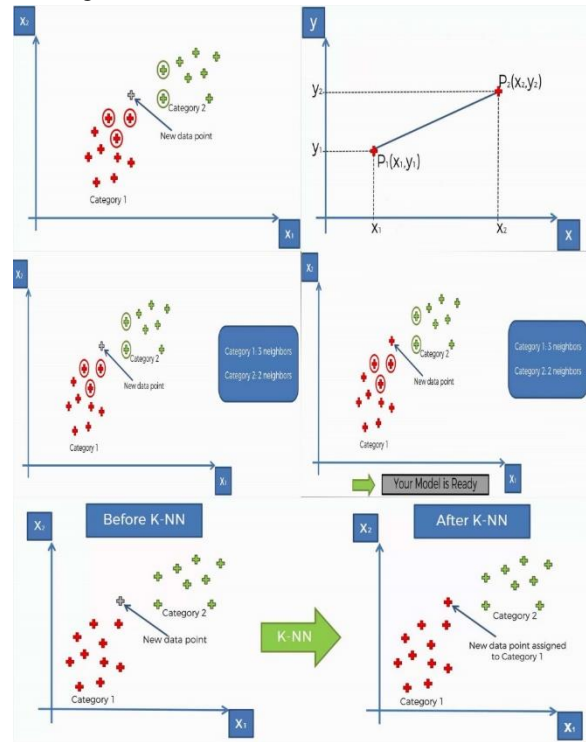 X₂
Category 2
New data point
Category 1
X₁
y
y₂
P₂(x₂,y₂)
y₁
P₁(x₁,y₁)
x₁
x₂
x
X₂
Category 2
New data point
Category 1
X₁
Category 1: 3 neighbors
Category 2: 2 neighbors
X₂
Category 2
New data point
Category 1
X₁
Category 1: 3 neighbors
Category 2: 2 neighbors
Your Model is Ready
Before K-NN
X₂
Category 2
New data point
Category 1
X₁
K-NN
After K-NN
X₂
Category 2
New data point assigned
to Category 1
Category 1
X₁